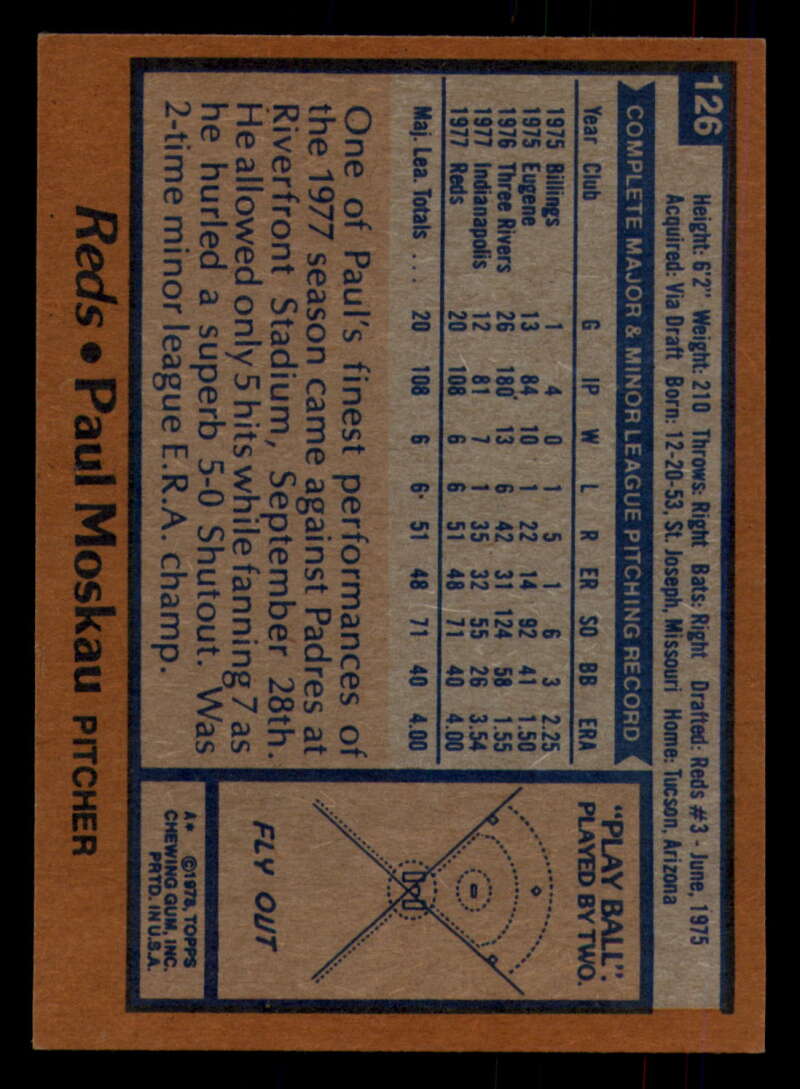 126
Height: 6'2" Weight: 210 Throws: Right Bats: Right Drafted: Reds #3 - June, 1975
Acquired: Via Draft Born: 12-20-53, St. Joseph, Missouri Home: Tucson, Arizona
COMPLETE MAJOR & MINOR LEAGUE PITCHING RECORD
Year Club G IP W L R ER SO BB ERA
1975 Billings 1 4 0 1 5 1 6 3 2.25
1975 Eugene 13 84 10 1 22 14 92 41 1.50
1976 Three Rivers 26 180 13 6 42 31 124 58 1.55
1977 Indianapolis 12 81 7 1 35 32 55 26 3.54
1977 Reds 20 108 6 6 51 48 71 40 4.00
Maj. Lea. Totals ... 20 108 6 6 51 48 71 40 4.00
One of Paul's finest performances of
the 1977 season came against Padres at
Riverfront Stadium, September 28th.
He allowed only 5 hits while fanning 7 as
he hurled a superb 5-0 Shutout. Was
2-time minor league E.R.A. champ.
"PLAY BALL"
PLAYED BY TWO.
FLY OUT
A* ©1978, TOPPS
CHEWING GUM, INC.
PRTD. IN U.S.A.
Reds • Paul Moskau PITCHER